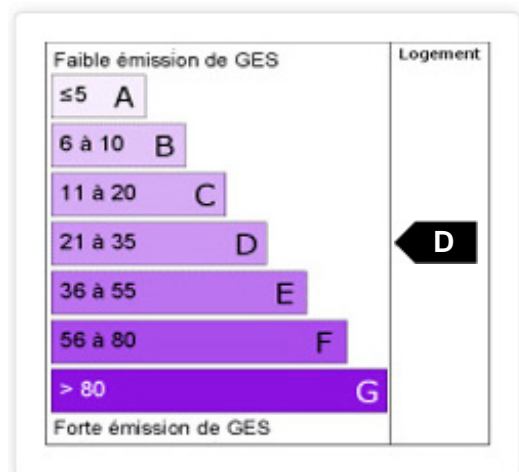 Faible émission de GES
Logement
≤5 A
6 à 10 B
11 à 20 C
21 à 35 D
D
36 à 55 E
56 à 80 F
> 80 G
Forte émission de GES